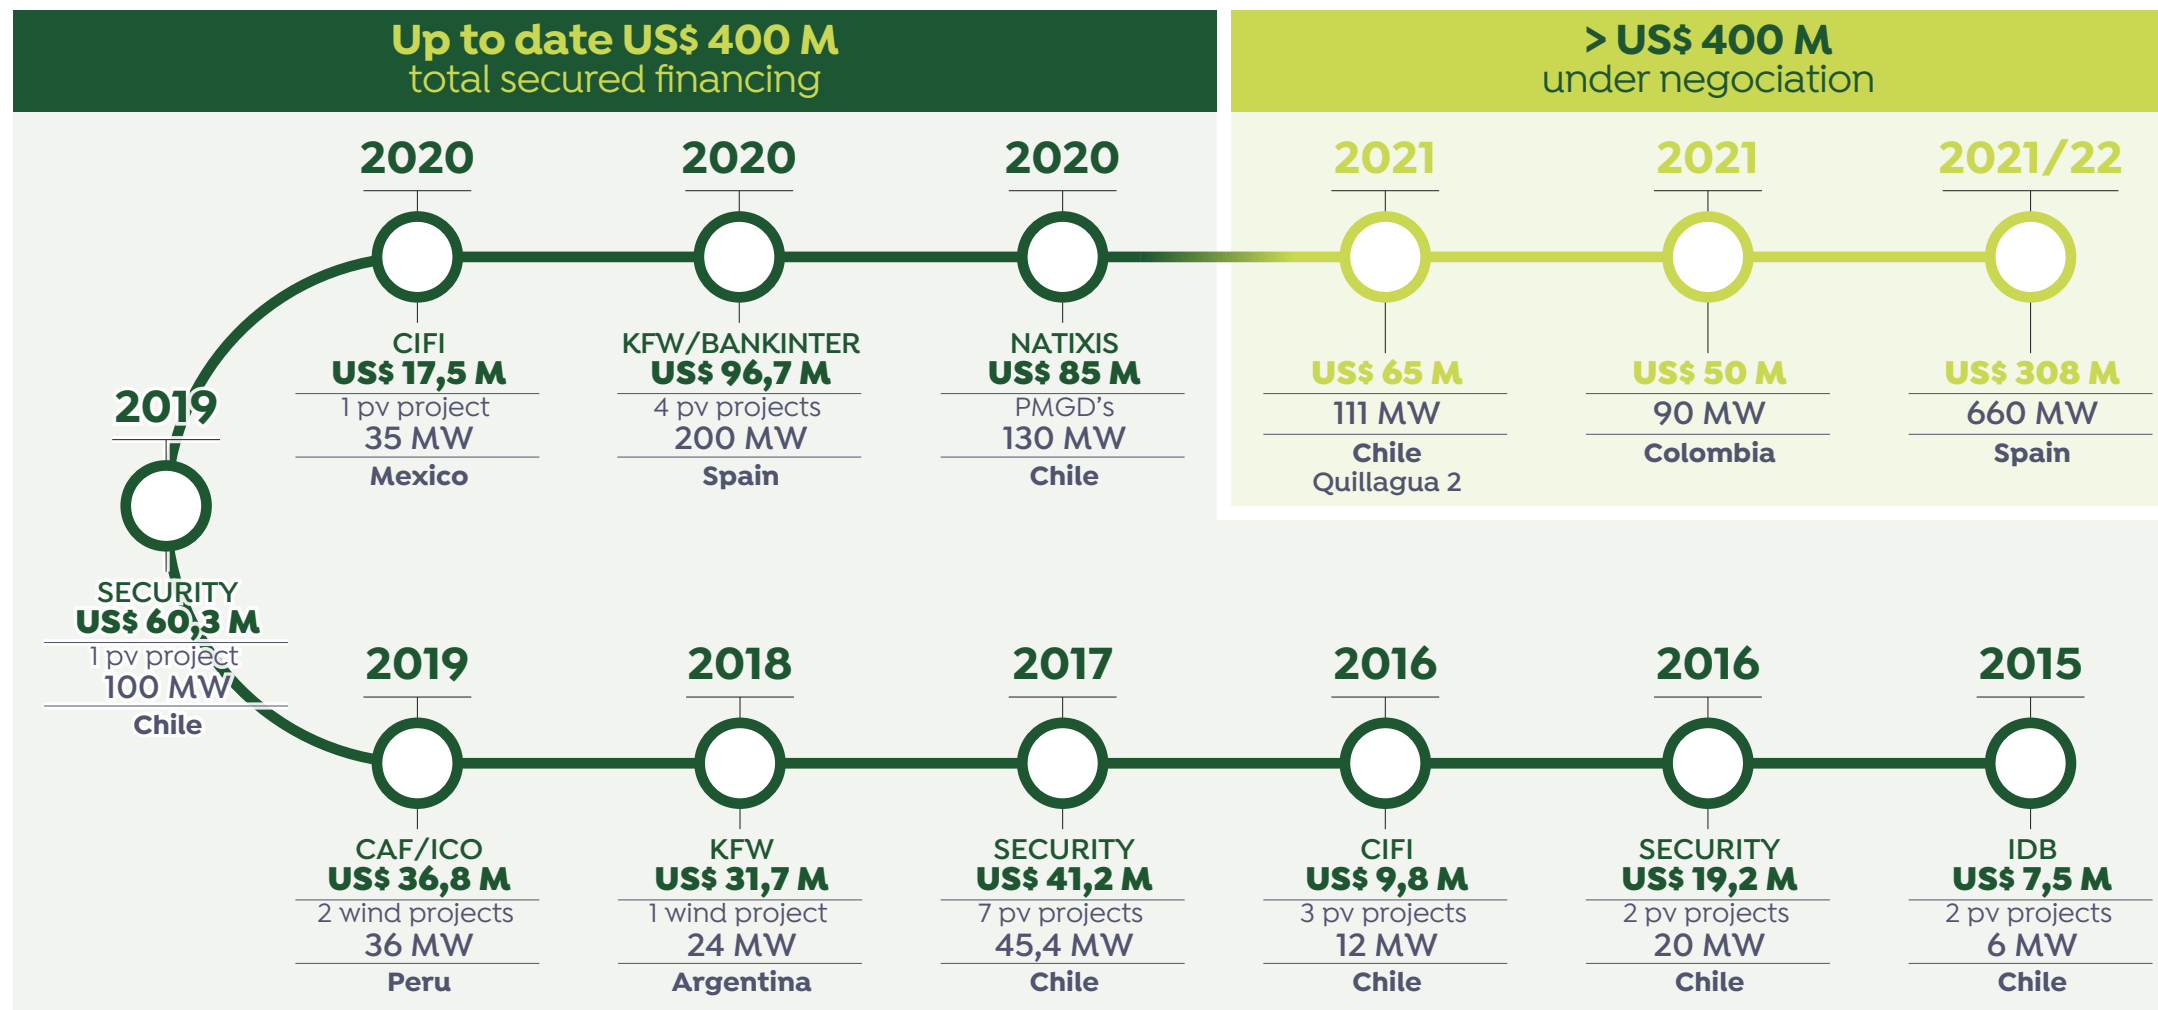 Up to date US$ 400 M
total secured financing
> US$ 400 M
under negociation
2020
CIFI
US$ 17,5 M
1 pv project
35 MW
Mexico
2020
KFW/BANKINTER
US$ 96,7 M
4 pv projects
200 MW
Spain
2020
NATIXIS
US$ 85 M
PMGD's
130 MW
Chile
2021
US$ 65 M
111 MW
Chile
Quillagua 2
2021
US$ 50 M
90 MW
Colombia
2021/22
US$ 308 M
660 MW
Spain
2019
SECURITY
US$ 60,3 M
1 pv project
100 MW
Chile
2019
CAF/ICO
US$ 36,8 M
2 wind projects
36 MW
Peru
2018
KFW
US$ 31,7 M
1 wind project
24 MW
Argentina
2017
SECURITY
US$ 41,2 M
7 pv projects
45,4 MW
Chile
2016
CIFI
US$ 9,8 M
3 pv projects
12 MW
Chile
2016
SECURITY
US$ 19,2 M
2 pv projects
20 MW
Chile
2015
IDB
US$ 7,5 M
2 pv projects
6 MW
Chile